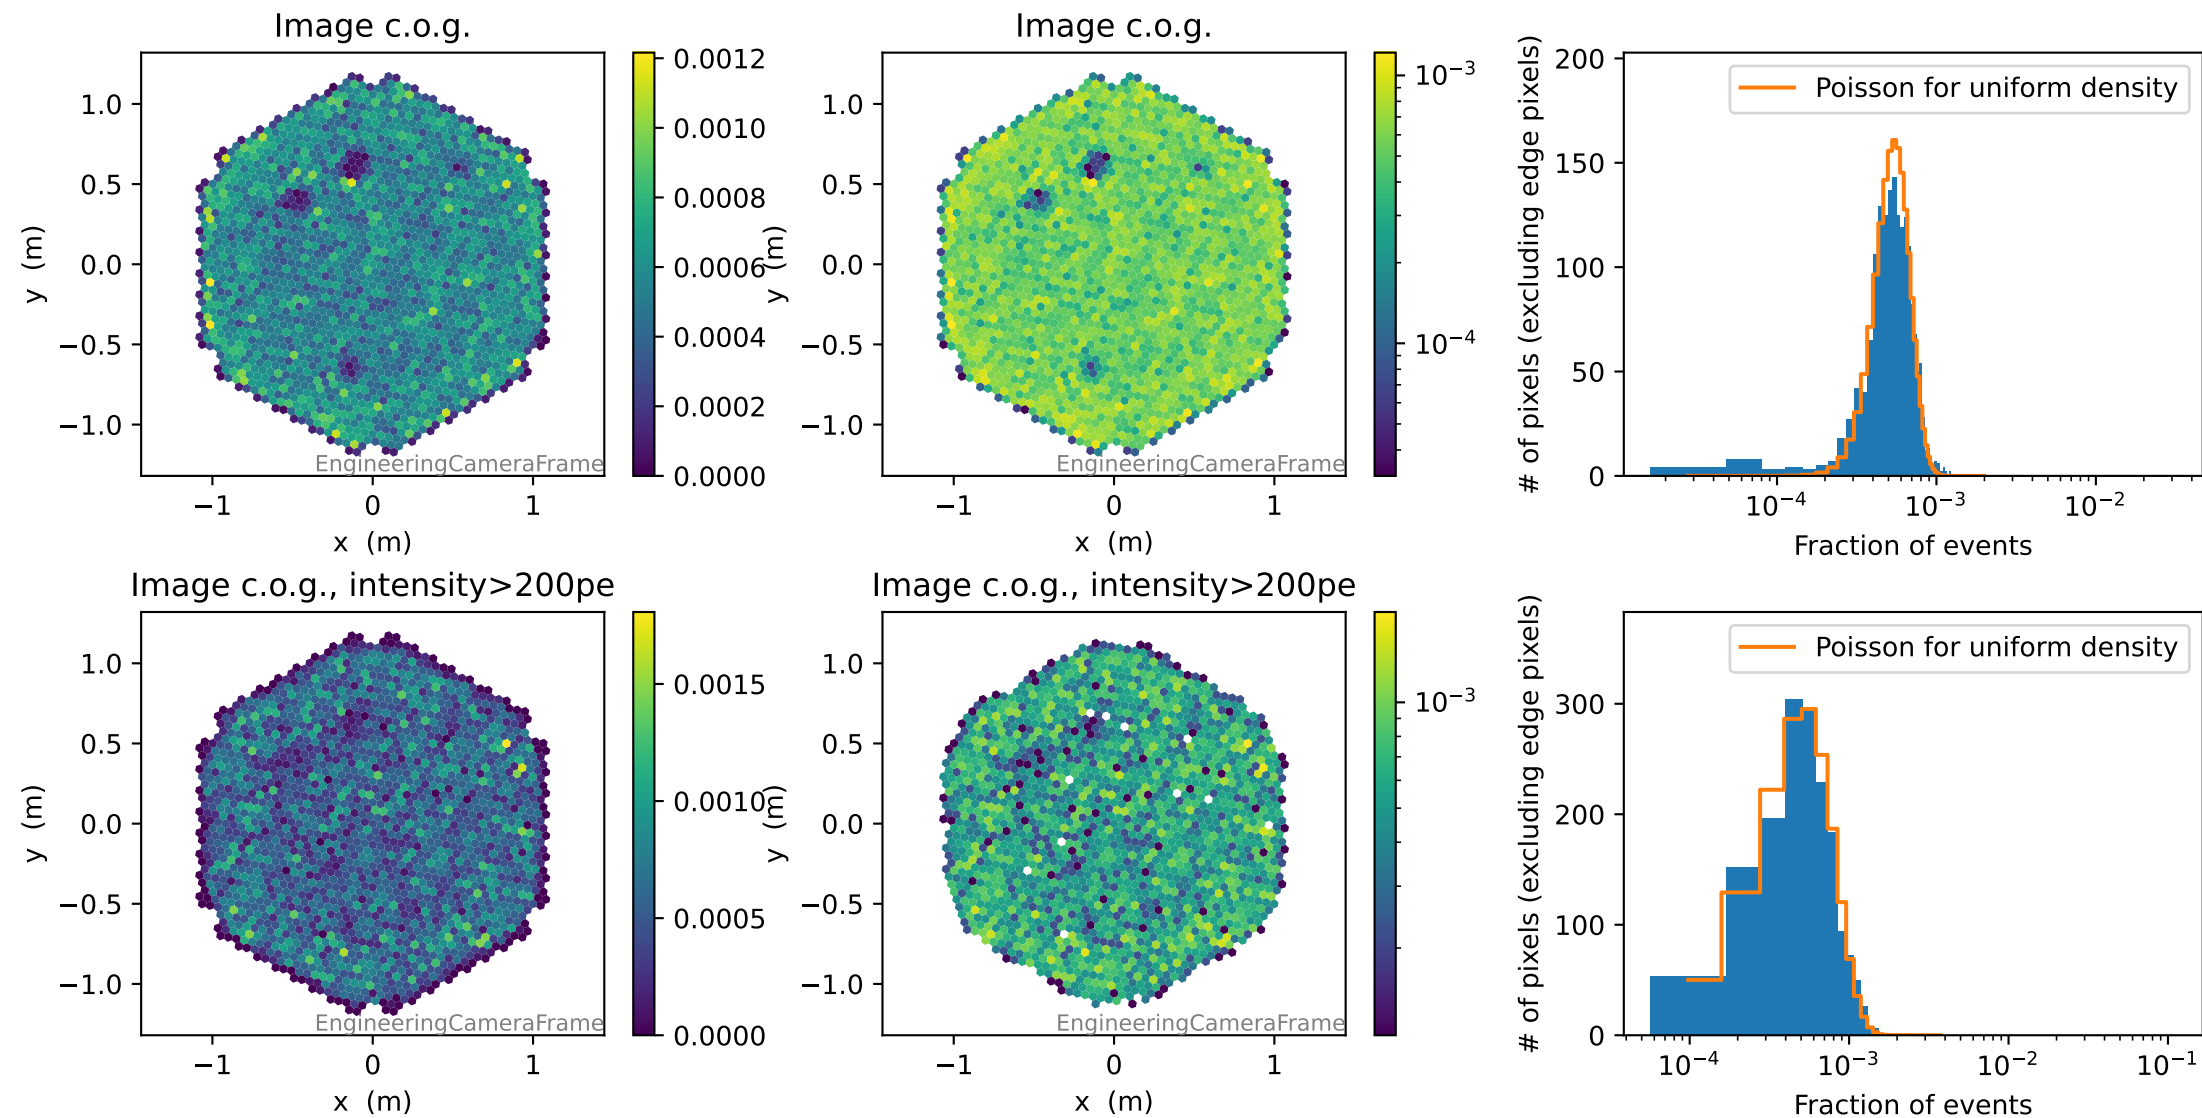 Image c.o.g.
1.0
0.5
0.0
−0.5
−1.0
y (m)
−1
0
1
x (m)
EngineeringCameraFrame
0.0012
0.0010
0.0008
0.0006
0.0004
0.0002
0.0000
Image c.o.g.
1.0
0.5
0.0
−0.5
−1.0
y (m)
−1
0
1
x (m)
EngineeringCameraFrame
10⁻³
10⁻⁴
Poisson for uniform density
200
150
100
50
0
# of pixels (excluding edge pixels)
10⁻⁴
10⁻³
10⁻²
Fraction of events
Image c.o.g., intensity>200pe
1.0
0.5
0.0
−0.5
−1.0
y (m)
−1
0
1
x (m)
EngineeringCameraFrame
0.0015
0.0010
0.0005
0.0000
Image c.o.g., intensity>200pe
1.0
0.5
0.0
−0.5
−1.0
y (m)
−1
0
1
x (m)
EngineeringCameraFrame
10⁻³
Poisson for uniform density
300
200
100
0
# of pixels (excluding edge pixels)
10⁻⁴
10⁻³
10⁻²
10⁻¹
Fraction of events